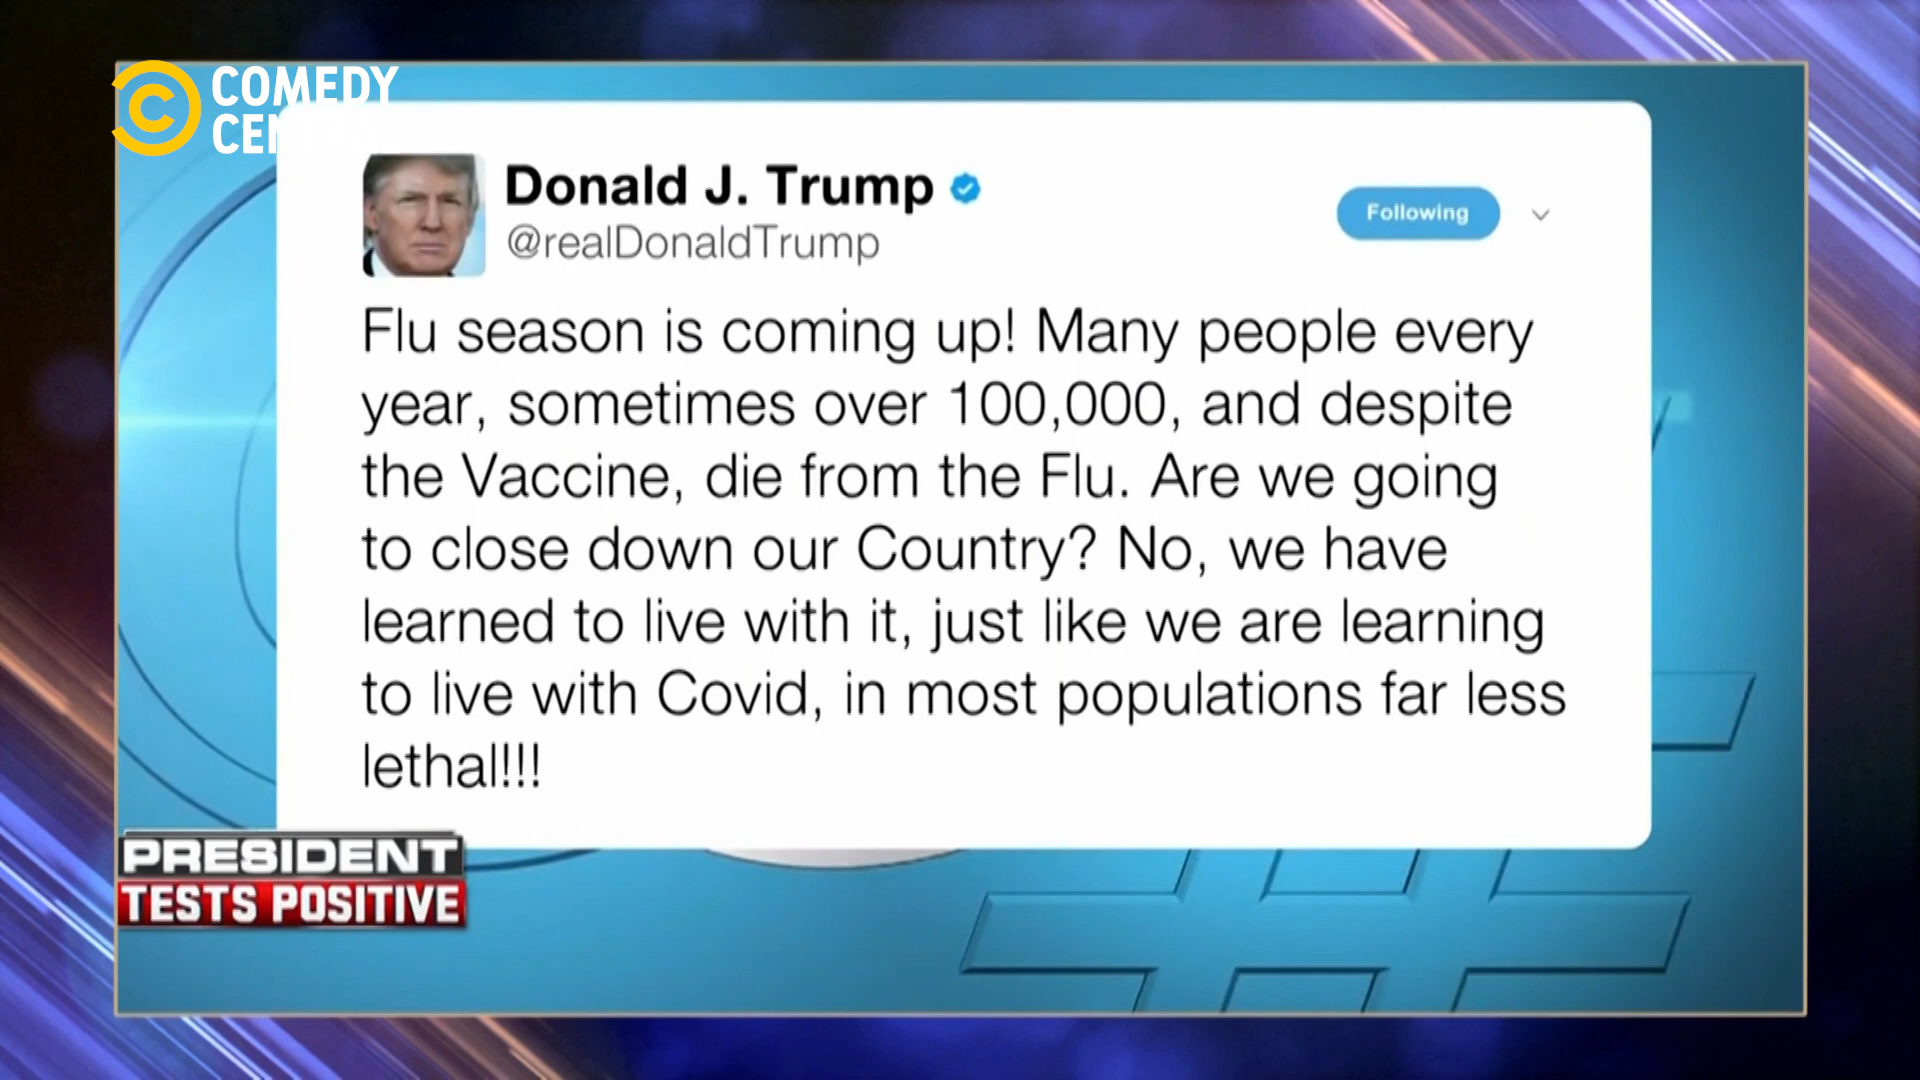 COMEDY
CENTRAL
Donald J. Trump
@realDonaldTrump
Following
Flu season is coming up! Many people every
year, sometimes over 100,000, and despite
the Vaccine, die from the Flu. Are we going
to close down our Country? No, we have
learned to live with it, just like we are learning
to live with Covid, in most populations far less
lethal!!!
PRESIDENT
TESTS POSITIVE